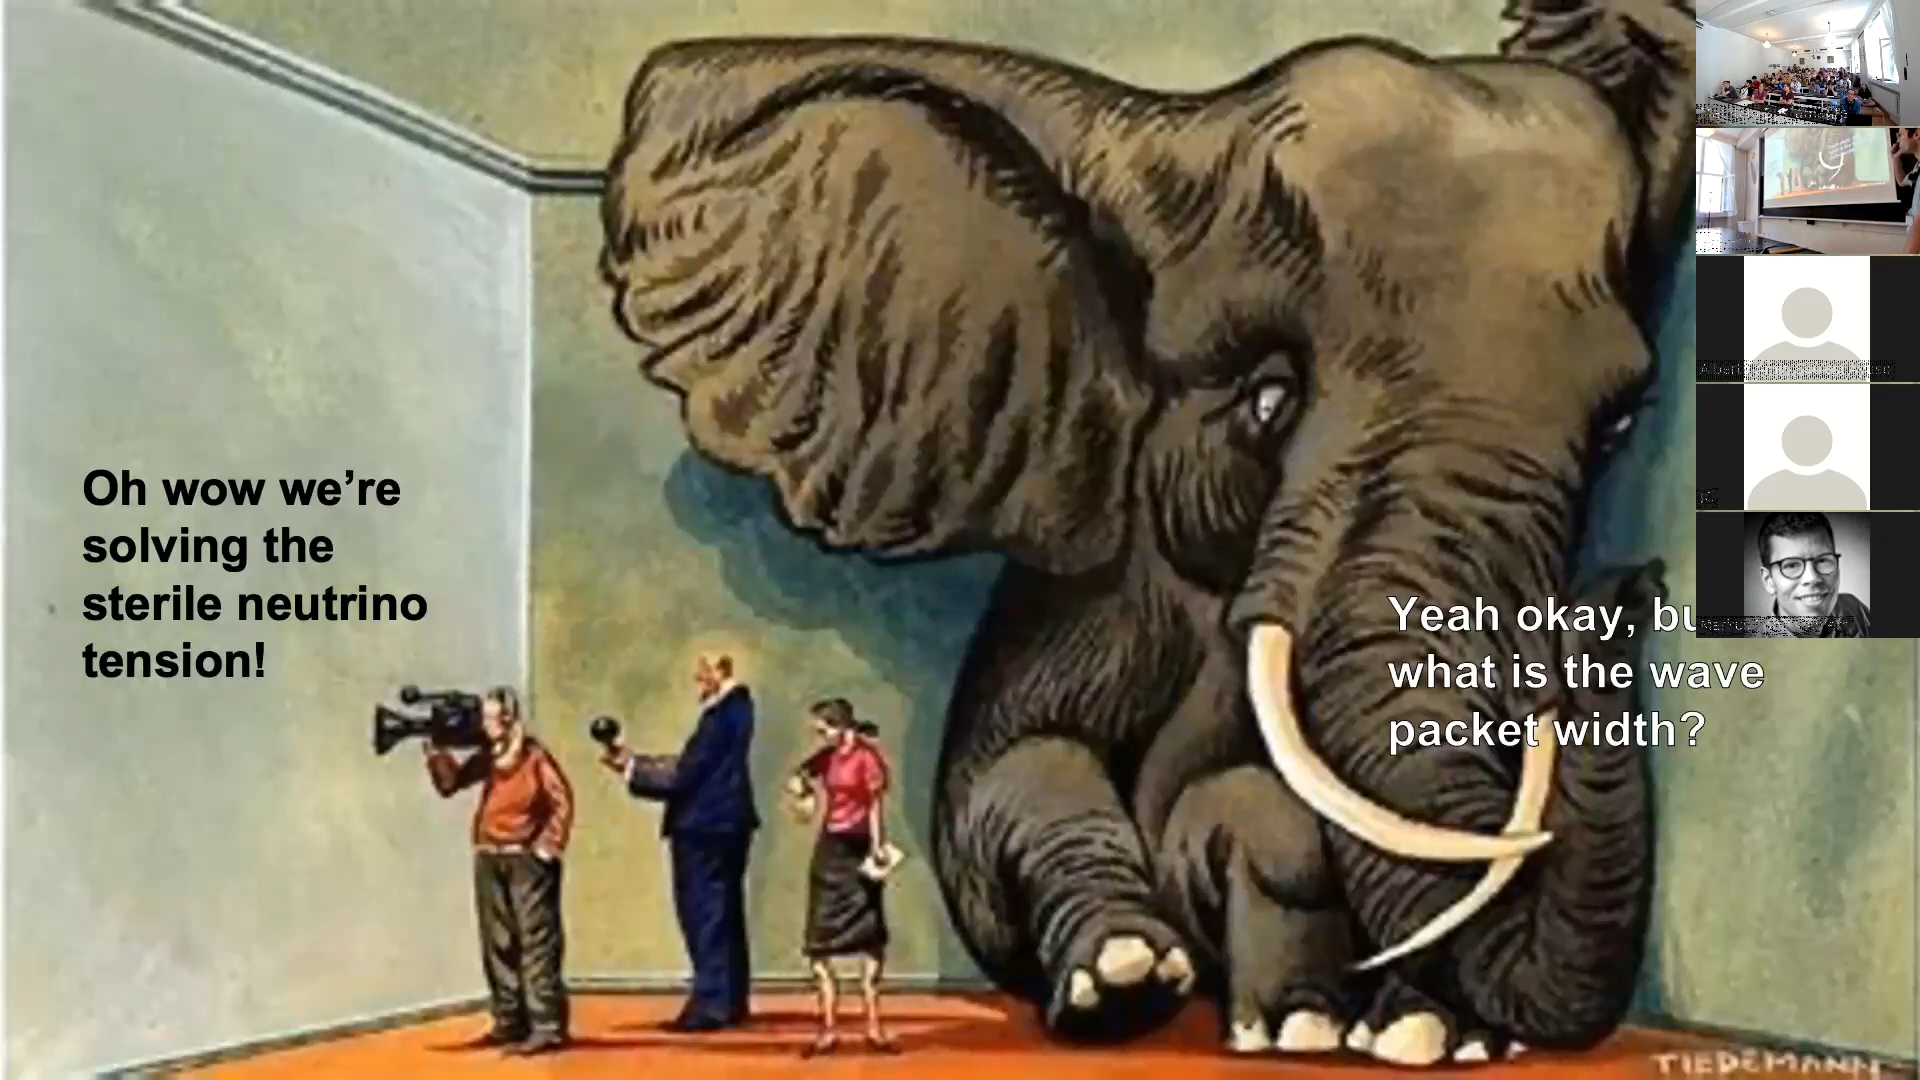 Oh wow we’re
solving the
sterile neutrino
tension!
Yeah okay, bu
what is the wave
packet width?
TIEDEMANN